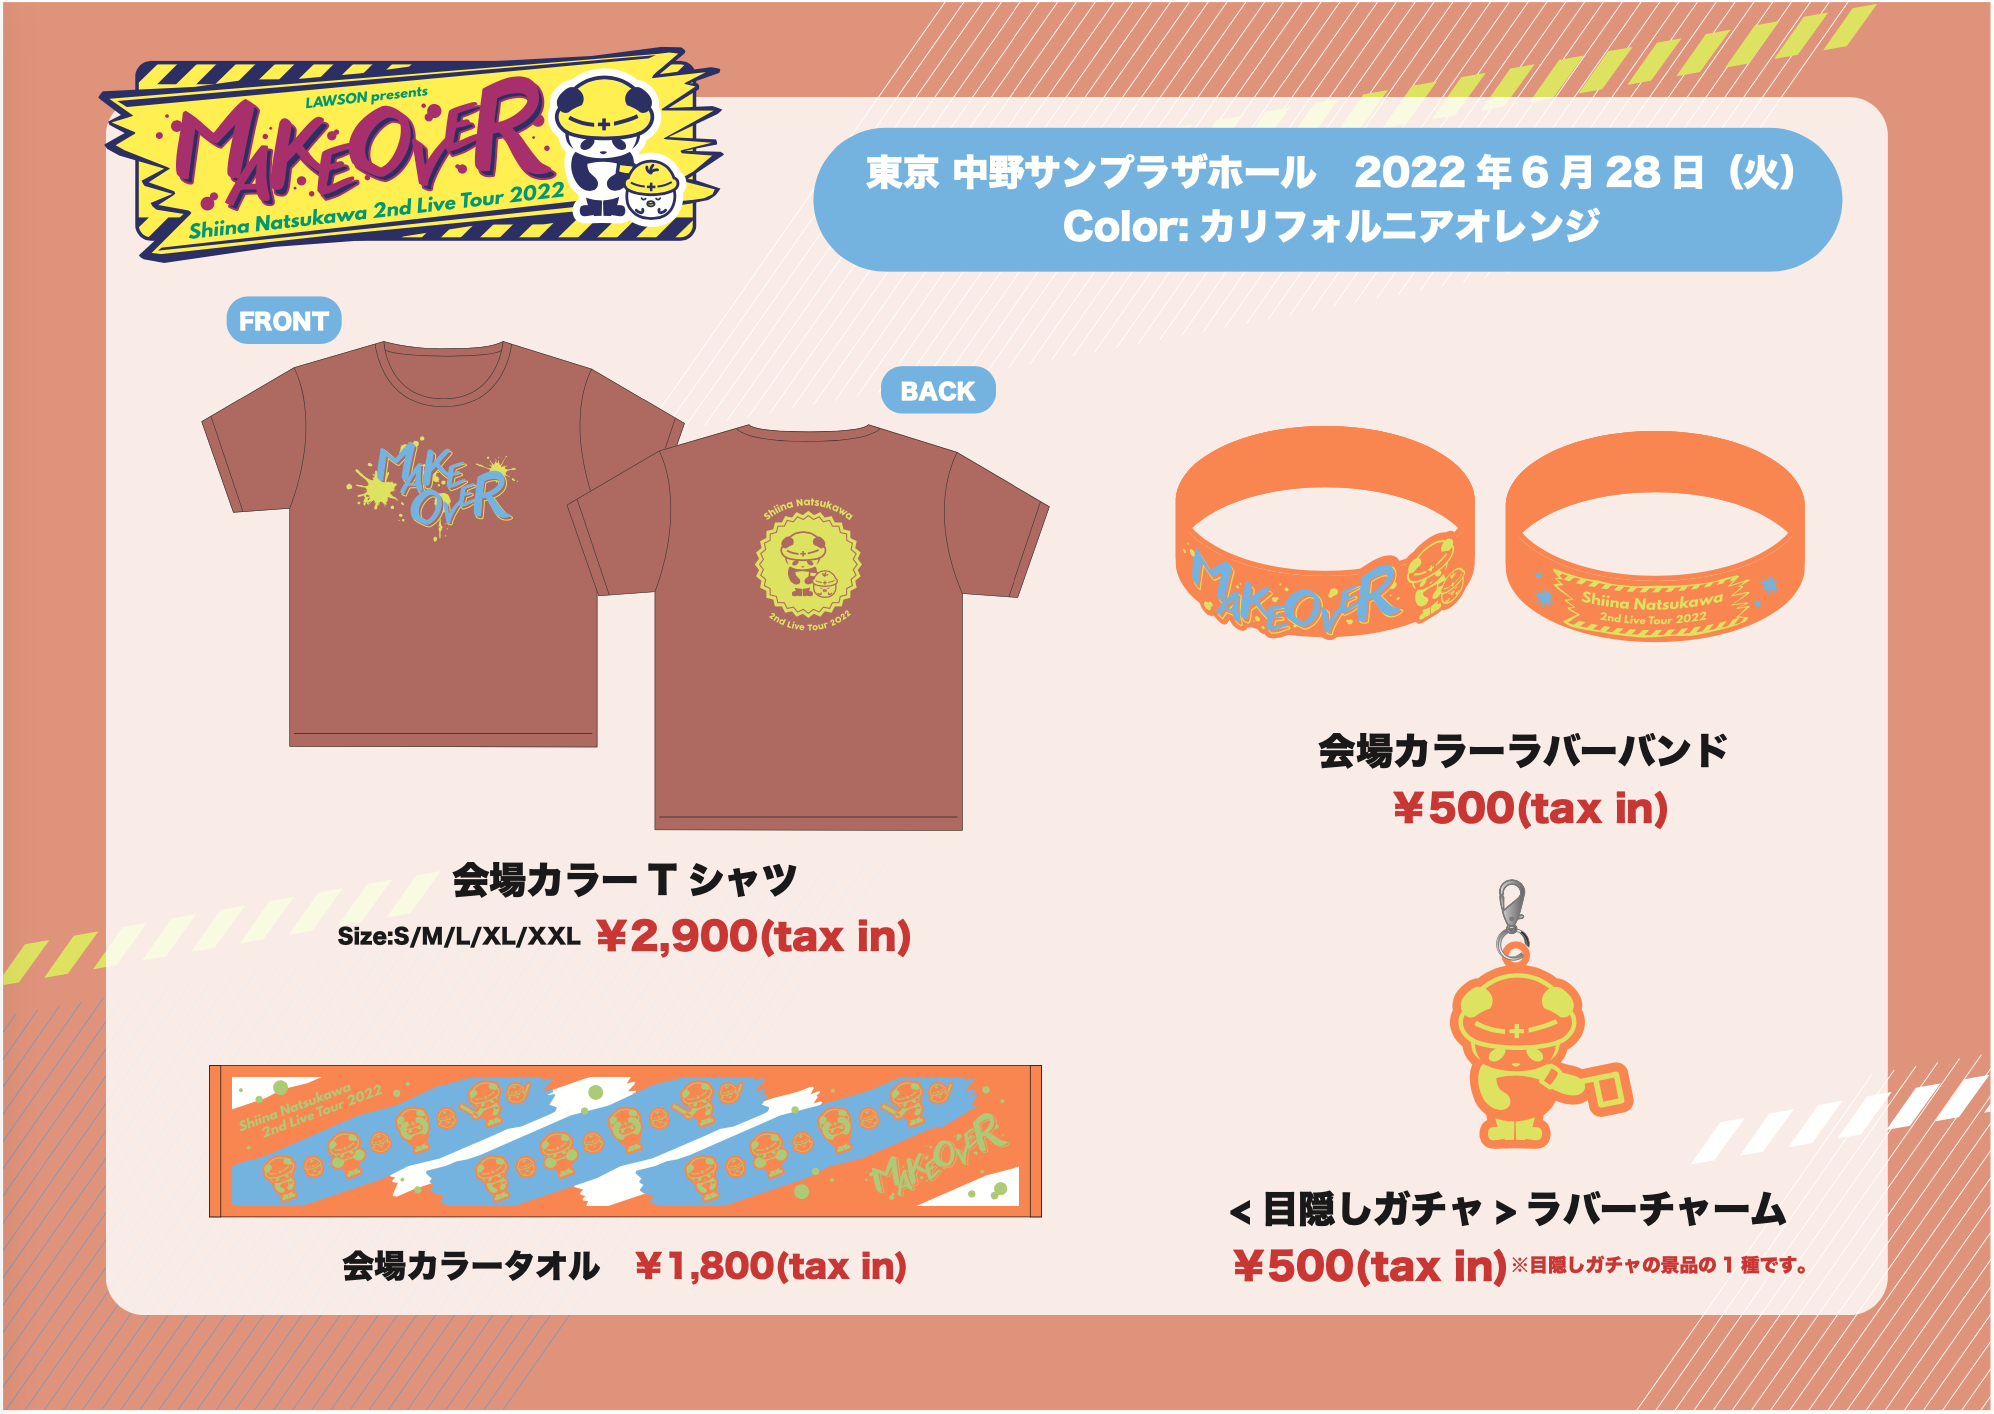 LAWSON presents
MAKEOVER
Shiina Natsukawa 2nd Live Tour 2022
東京 中野サンプラザホール　2022 年 6 月 28 日（火）
Color: カリフォルニアオレンジ
FRONT
MAKE
OVER
BACK
Shiina Natsukawa
2nd Live Tour 2022
会場カラー T シャツ
Size:S/M/L/XL/XXL ¥2,900(tax in)
MAKEOVER
Shiina Natsukawa
2nd Live Tour 2022
会場カラーラバーバンド
¥500(tax in)
Shiina Natsukawa
2nd Live Tour 2022
MAKEOVER
会場カラータオル　¥1,800(tax in)
< 目隠しガチャ > ラバーチャーム
¥500(tax in)※目隠しガチャの景品の 1 種です。